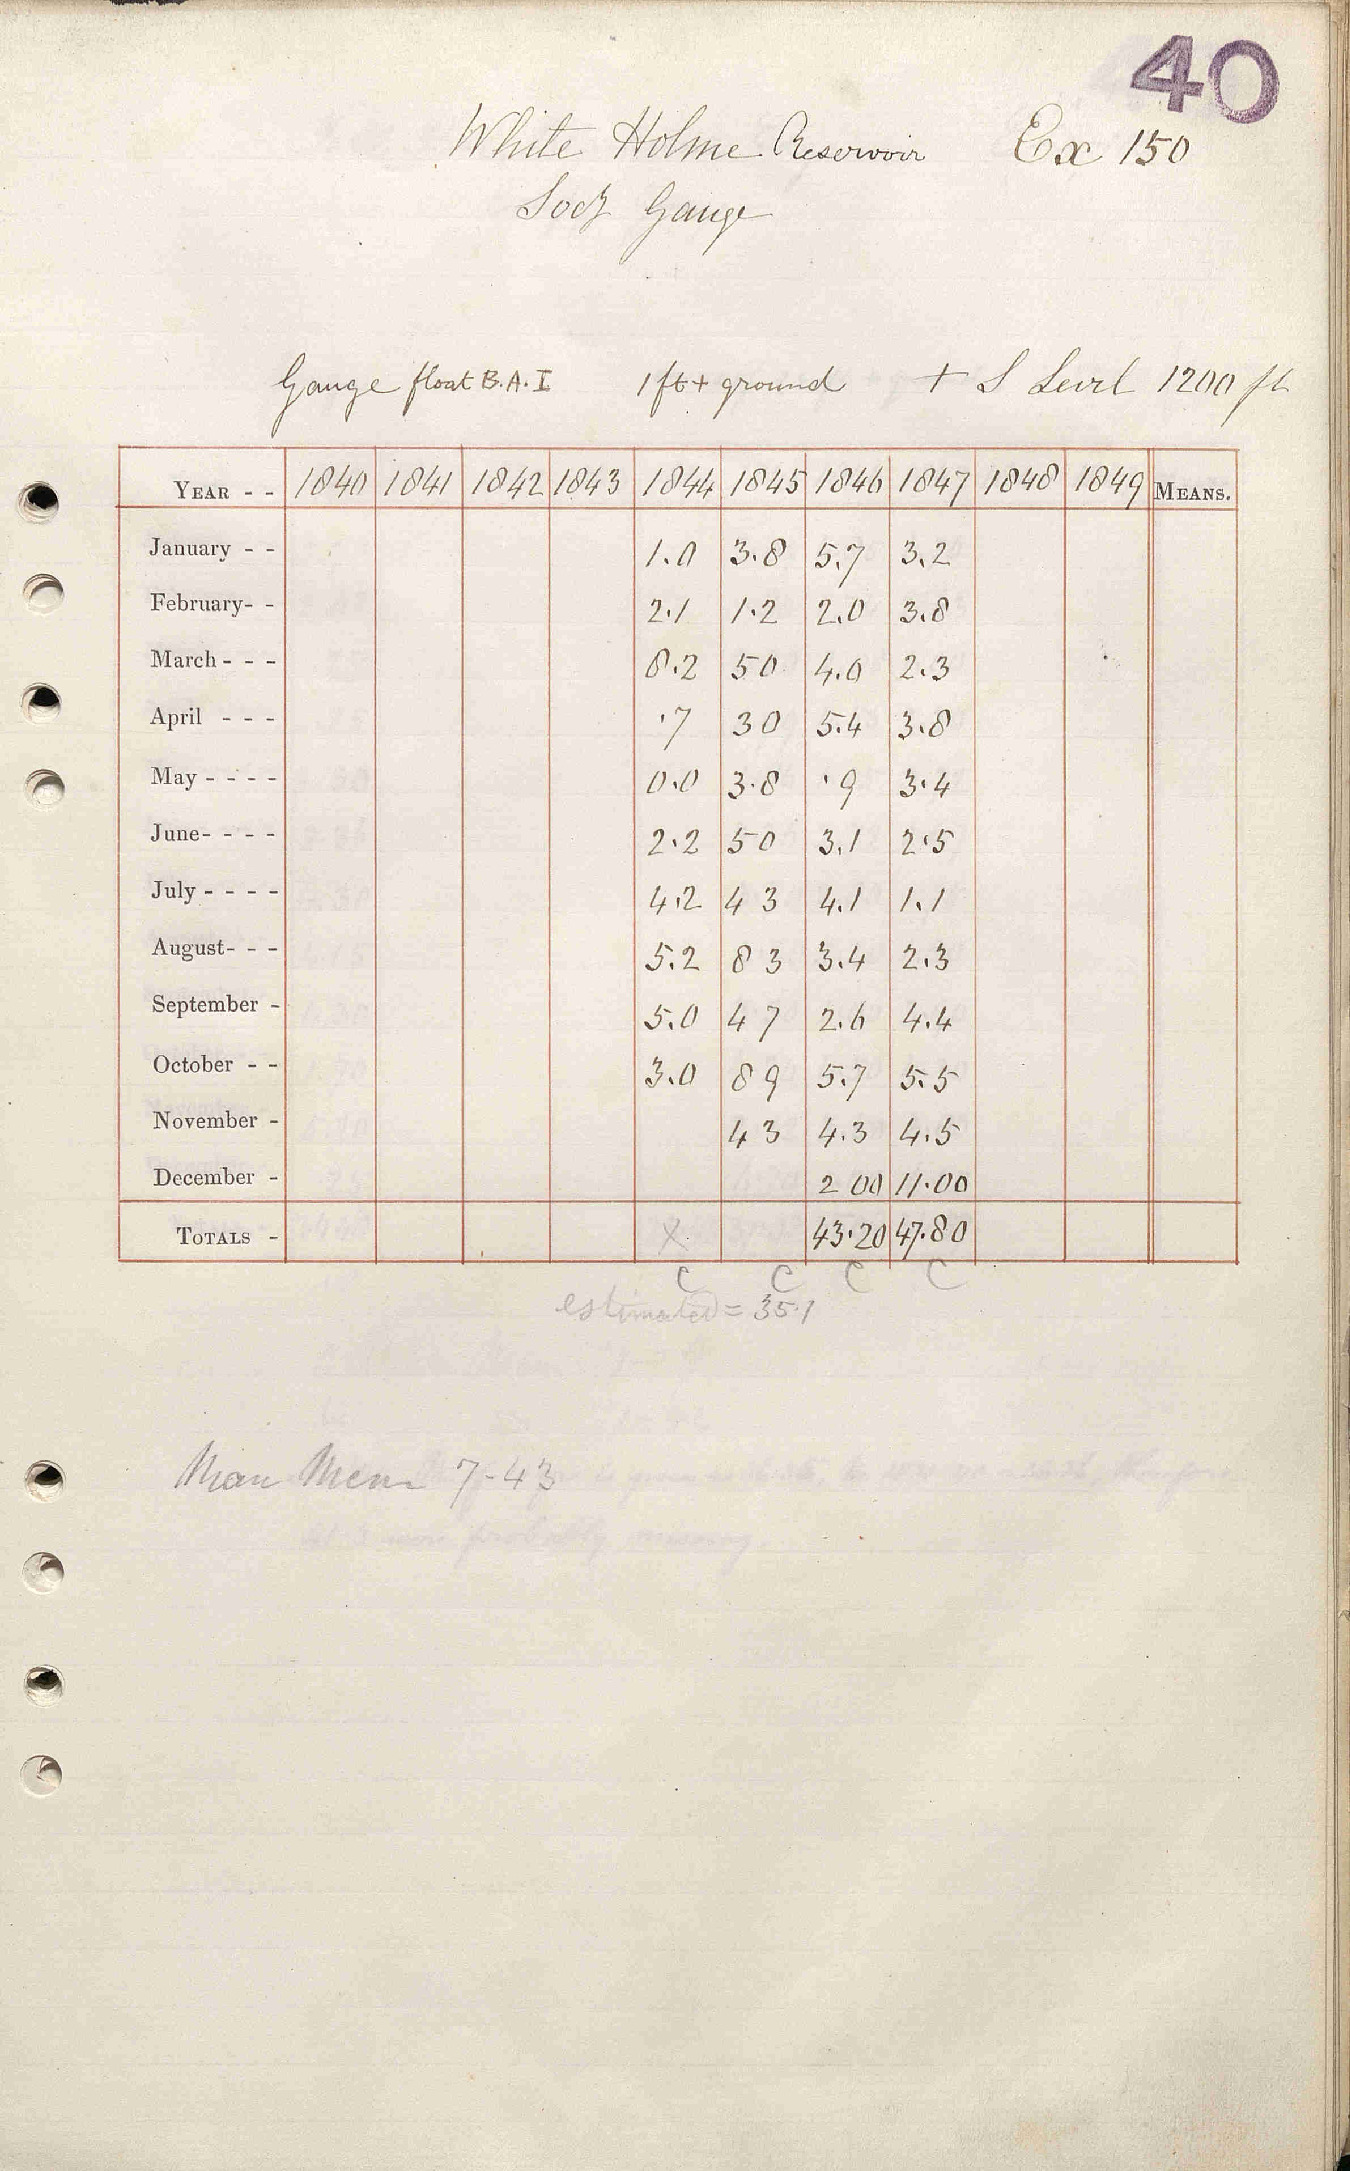 40
White Holme Reservoir Ex 150
Socy Gauge
Gauge float B.A.I 1ft + ground + S Level 1200 ft
YEAR - - 1840 1841 1842 1843 1844 1845 1846 1847 1848 1849 MEANS.
January - - 1.0 3.8 5.7 3.2
February- - 2.1 1.2 2.0 3.8
March - - - 8.2 50 4.0 2.3
April - - - .7 30 5.4 3.8
May - - - - 0.0 3.8 .9 3.4
June- - - - 2.2 50 3.1 2.5
July - - - - 4.2 43 4.1 1.1
August- - - 5.2 83 3.4 2.3
September - 5.0 47 2.6 4.4
October - - 3.0 89 5.7 5.5
November - 43 4.3 4.5
December - 2 00 11.00
TOTALS - X 43.20 47.80
C C C C
estimated = 35.1
7-43